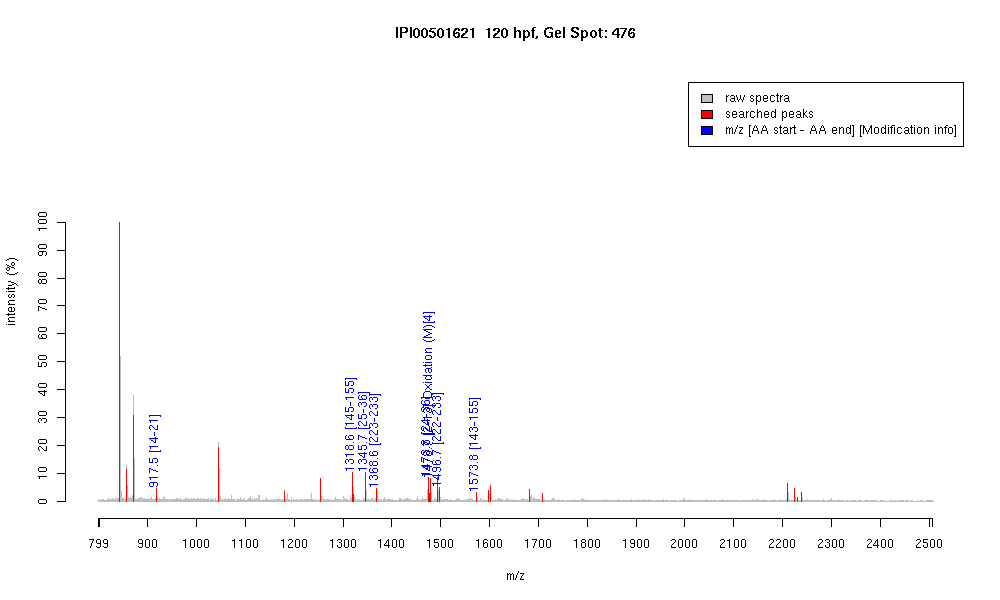 IPI00501621 120 hpf, Gel Spot: 476
raw spectra
searched peaks
m/z [AA start - AA end] [Modification info]
intensity (%)
100
90
80
70
60
50
40
30
20
10
0
917.5 [14-21]
1318.6 [145-155]
1345.7 [25-36]
1368.6 [223-233]
Oxidation (M)[4]
1496.7 [222-233]
1573.8 [143-155]
799 900 1000 1100 1200 1300 1400 1500 1600 1700 1800 1900 2000 2100 2200 2300 2400 2500
m/z